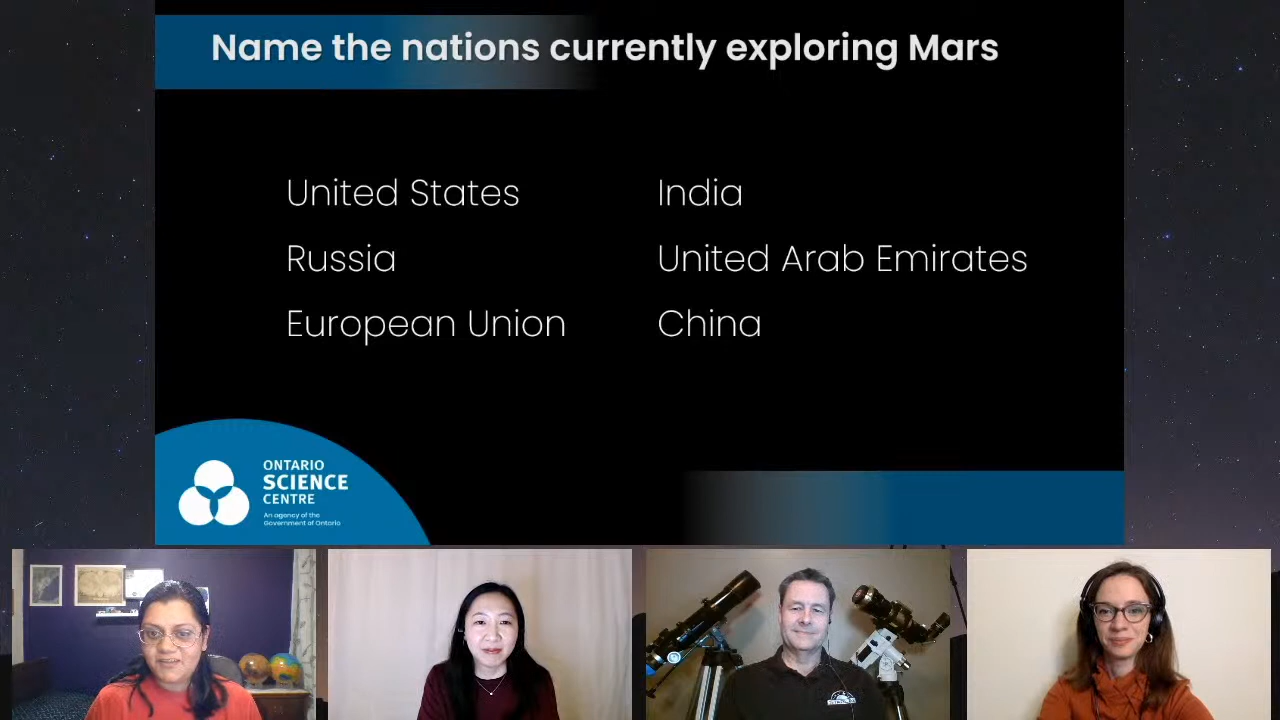 Name the nations currently exploring Mars
United States
Russia
European Union
India
United Arab Emirates
China
ONTARIO
SCIENCE
CENTRE
An agency of the
Government of Ontario